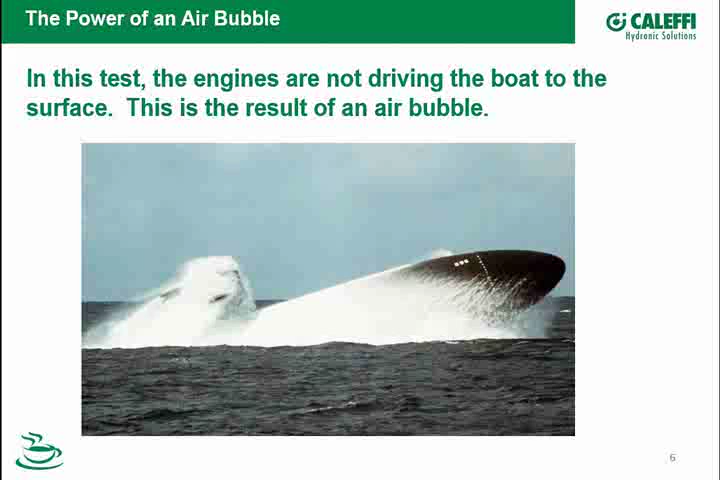 The Power of an Air Bubble
CALEFFI
Hydronic Solutions
In this test, the engines are not driving the boat to the
surface.  This is the result of an air bubble.
6